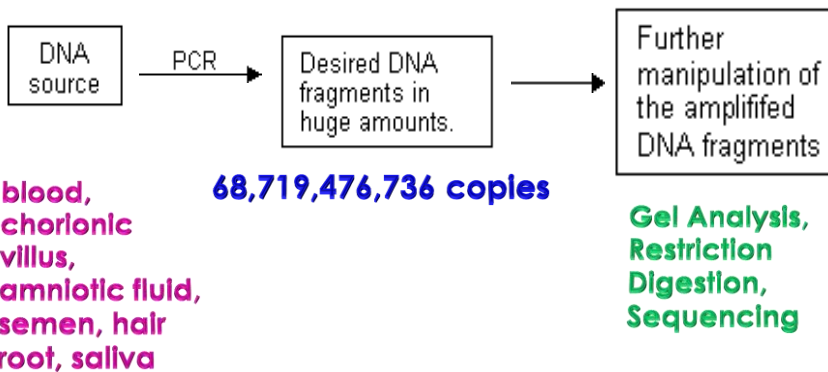 DNA
source
PCR
Desired DNA
fragments in
huge amounts.
Further
manipulation of
the amplififed
DNA fragments
blood,
chorionic
villus,
amniotic fluid,
semen, hair
root, saliva
68,719,476,736 copies
Gel Analysis,
Restriction
Digestion,
Sequencing